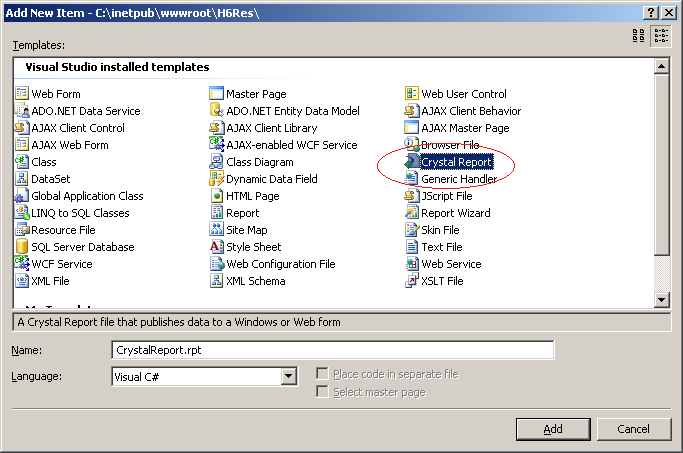 Add New Item - C:\inetpub\wwwroot\H6Res\
Templates:
Visual Studio installed templates
Web Form Master Page Web User Control
ADO.NET Data Service ADO.NET Entity Data Model AJAX Client Behavior
AJAX Client Control AJAX Client Library AJAX Master Page
AJAX Web Form AJAX-enabled WCF Service Browser File
Class Class Diagram Crystal Report
DataSet Dynamic Data Field Generic Handler
Global Application Class HTML Page JScript File
LINQ to SQL Classes Report Report Wizard
Resource File Site Map Skin File
SQL Server Database Style Sheet Text File
WCF Service Web Configuration File Web Service
XML File XML Schema XSLT File
A Crystal Report file that publishes data to a Windows or Web form
Name: CrystalReport.rpt
Language: Visual C# Place code in separate file
Select master page
Add Cancel